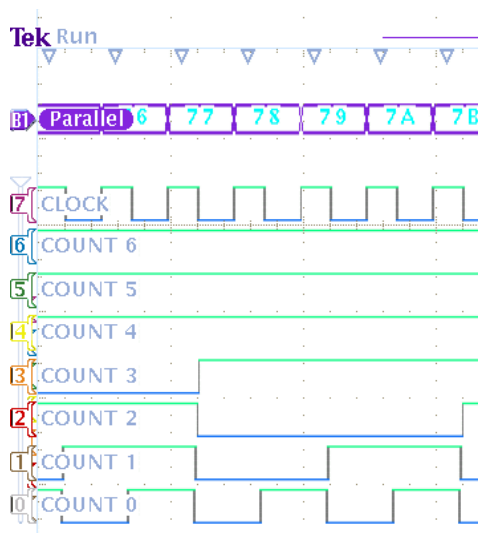 Tek Run
B1 Parallel 6 77 78 79 7A 7B
7 CLOCK
6 COUNT 6
5 COUNT 5
4 COUNT 4
3 COUNT 3
2 COUNT 2
1 COUNT 1
0 COUNT 0